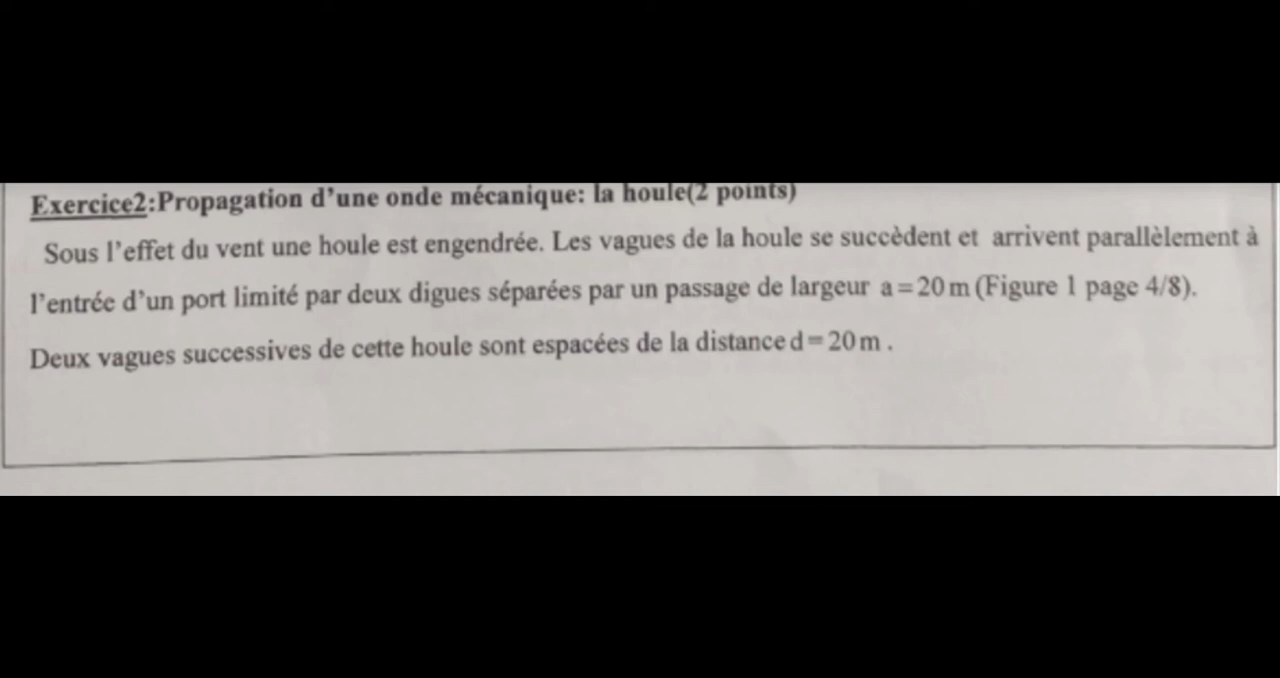 Exercice2:Propagation d'une onde mécanique: la houle(2 points)
Sous l'effet du vent une houle est engendrée. Les vagues de la houle se succèdent et arrivent parallèlement à
l'entrée d'un port limité par deux digues séparées par un passage de largeur a=20m (Figure 1 page 4/8).
Deux vagues successives de cette houle sont espacées de la distance d=20m.